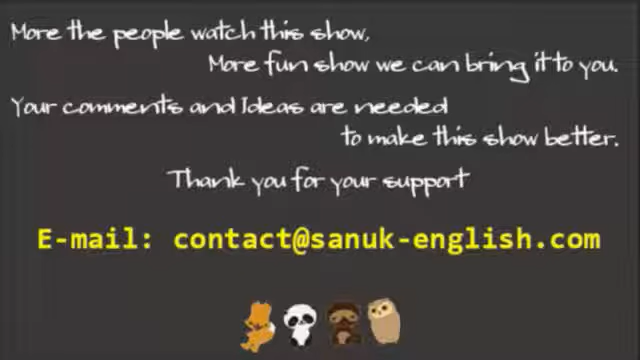 More the people watch this show,
More fun show we can bring it to you.
Your comments and Ideas are needed
to make this show better.
Thank you for your support
E-mail: contact@sanuk-english.com